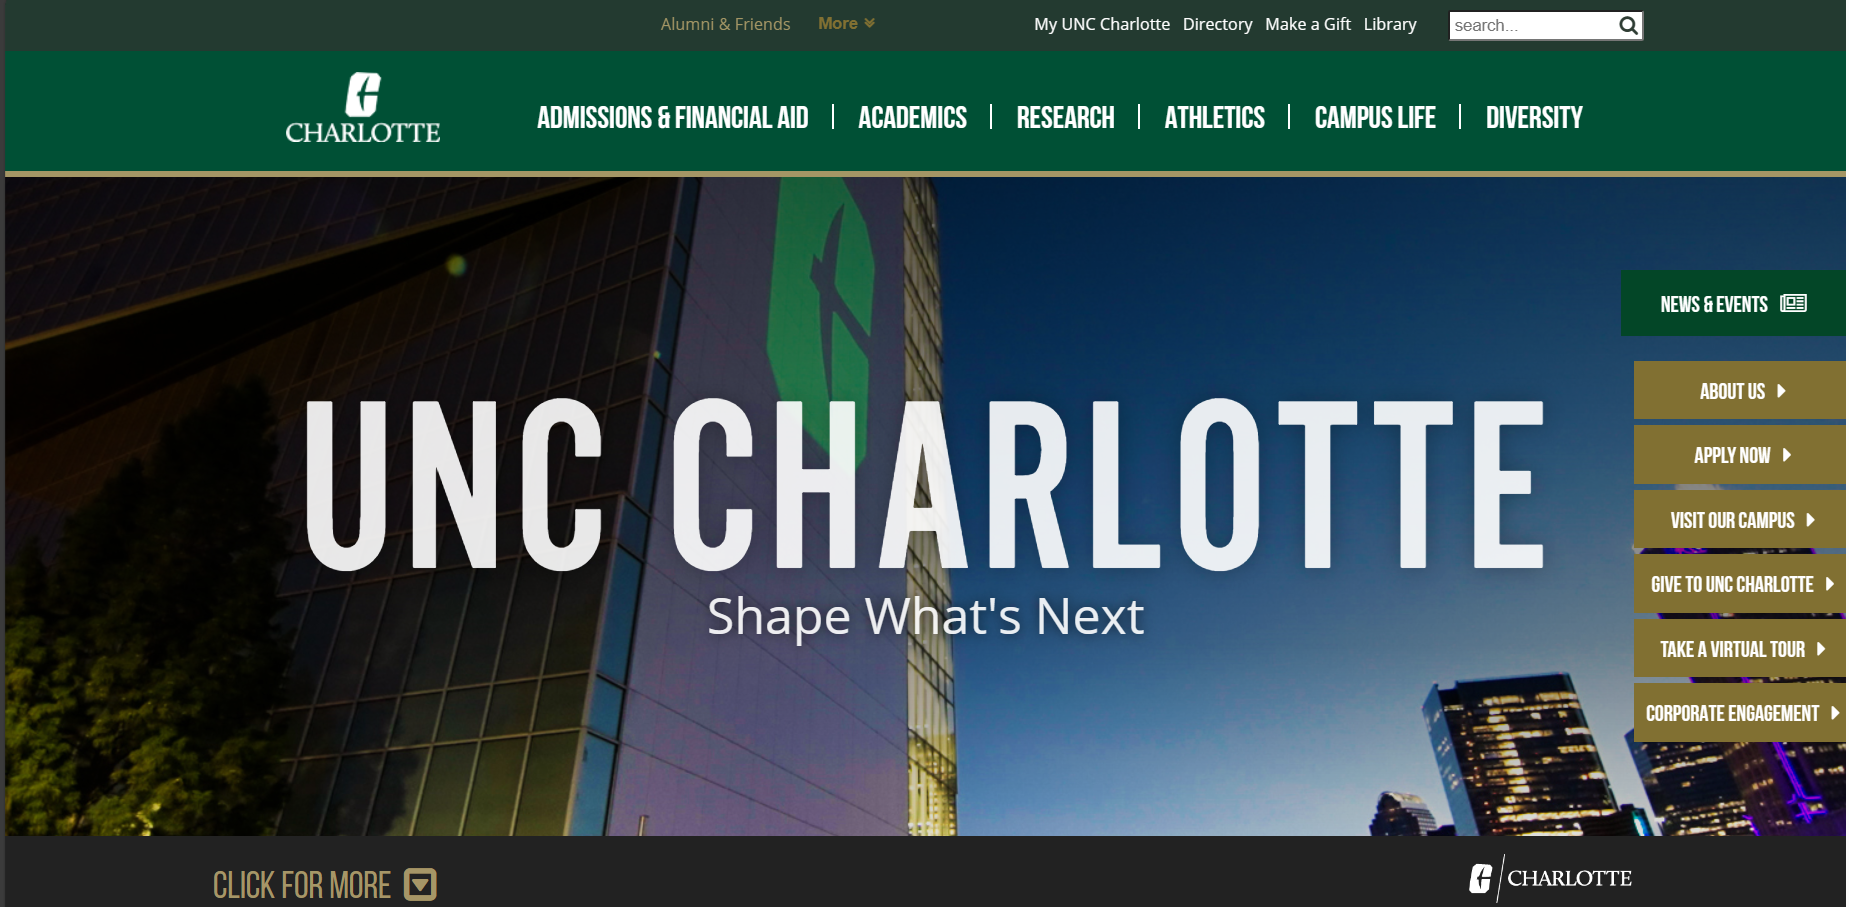 Alumni & Friends More My UNC Charlotte Directory Make a Gift Library search...
CHARLOTTE
ADMISSIONS & FINANCIAL AID ACADEMICS RESEARCH ATHLETICS CAMPUS LIFE DIVERSITY
NEWS & EVENTS
ABOUT US
APPLY NOW
VISIT OUR CAMPUS
GIVE TO UNC CHARLOTTE
TAKE A VIRTUAL TOUR
CORPORATE ENGAGEMENT
UNC CHARLOTTE
Shape What's Next
CLICK FOR MORE
CHARLOTTE